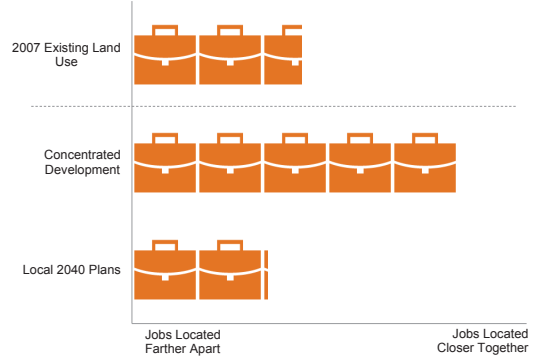 2007 Existing Land
Use
Concentrated
Development
Local 2040 Plans
Jobs Located
Farther Apart
Jobs Located
Closer Together